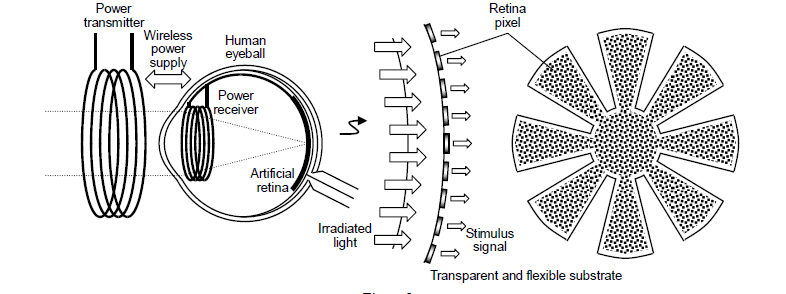 Power
transmitter
Wireless
power
supply
Human
eyeball
Power
receiver
Artificial
retina
Irradiated
light
Retina
pixel
Stimulus
signal
Transparent and flexible substrate